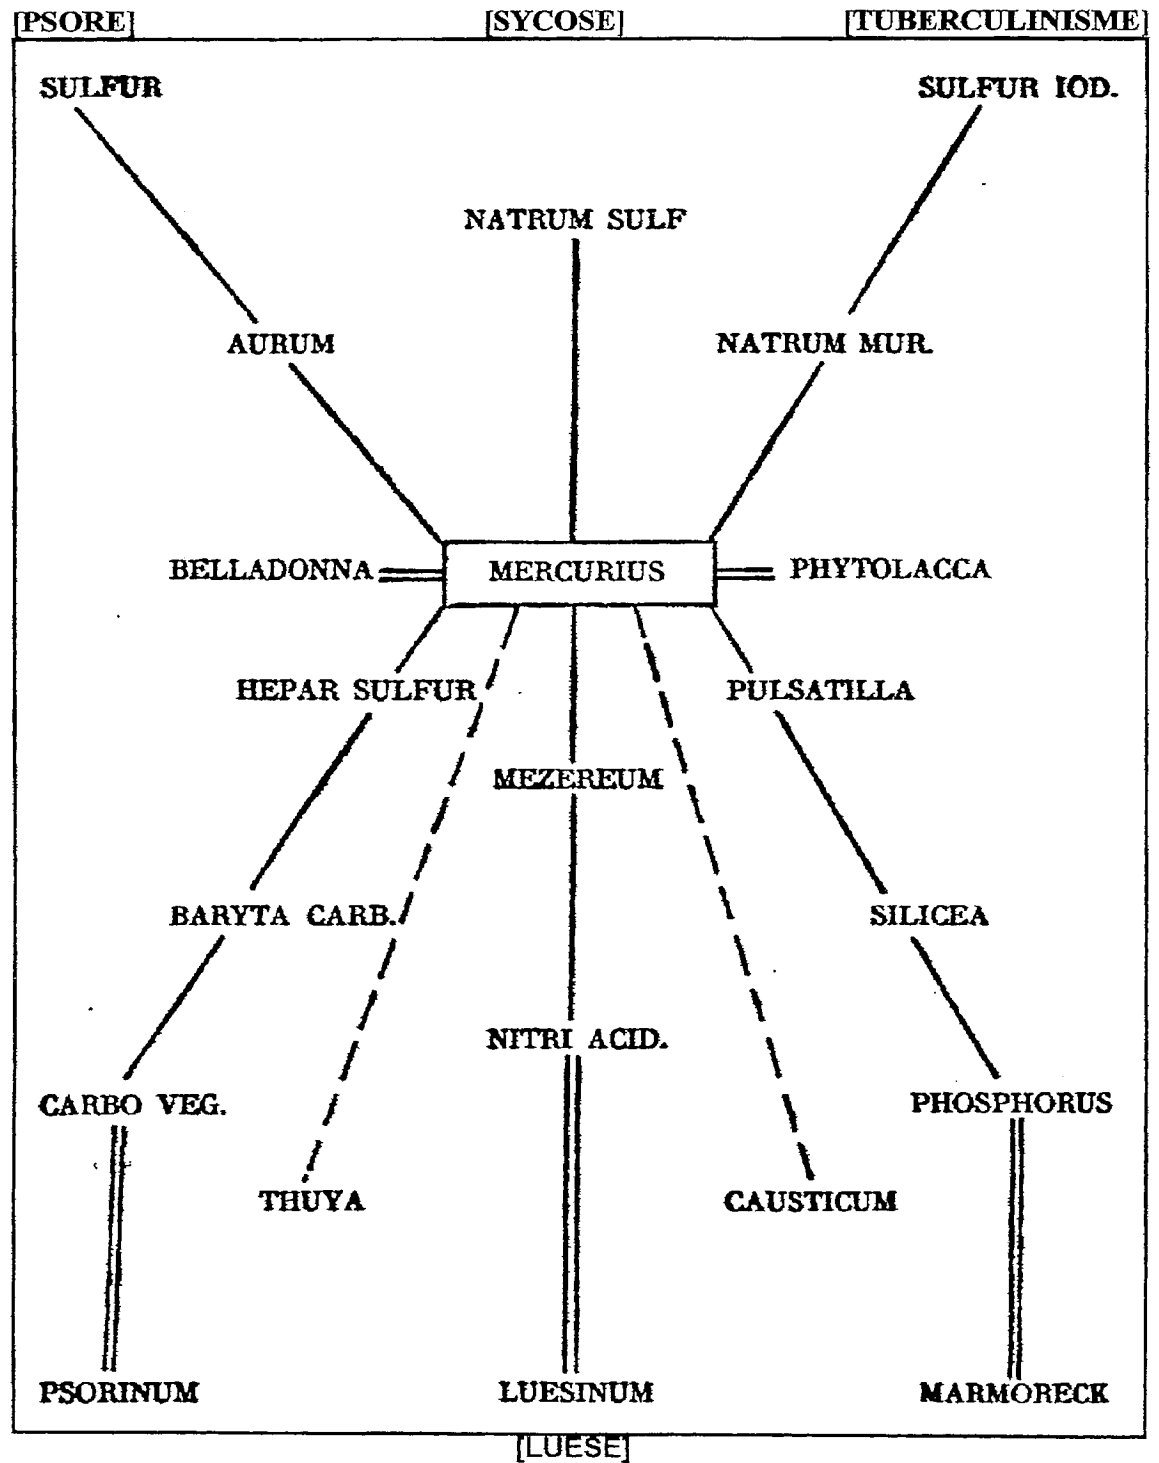 [PSORE] [SYCOSE] [TUBERCULINISME]
SULFUR SULFUR IOD.
NATRUM SULF
AURUM NATRUM MUR.
BELLADONNA MERCURIUS PHYTOLACCA
HEPAR SULFUR PULSATILLA
MEZEREUM
BARYTA CARB. SILICEA
NITRI ACID.
CARBO VEG. PHOSPHORUS
THUYA CAUSTICUM
PSORINUM LUESINUM MARMORECK
[LUESE]